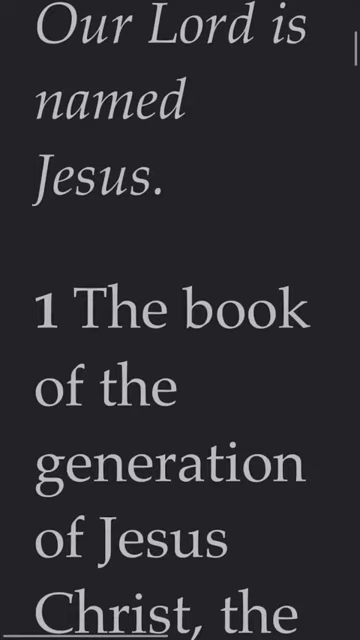 Our Lord is
named
Jesus.
1 The book
of the
generation
of Jesus
Christ, the